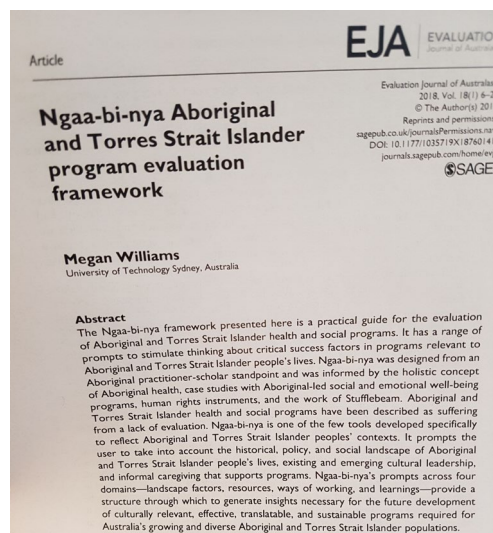 Article
EJA
EVALUATIO
Journal of Australas
Evaluation Journal of Australas
2018, Vol. 18(1) 6–2
© The Author(s) 201
Reprints and permission
sagepub.co.uk/journalsPermissions.na
DOI: 10.1177/1035719X1876014
journals.sagepub.com/home/ev
SAGE
Ngaa-bi-nya Aboriginal
and Torres Strait Islander
program evaluation
framework
Megan Williams
University of Technology Sydney, Australia
Abstract
The Ngaa-bi-nya framework presented here is a practical guide for the evaluation
of Aboriginal and Torres Strait Islander health and social programs. It has a range of
prompts to stimulate thinking about critical success factors in programs relevant to
Aboriginal and Torres Strait Islander people's lives. Ngaa-bi-nya was designed from an
Aboriginal practitioner-scholar standpoint and was informed by the holistic concept
of Aboriginal health, case studies with Aboriginal-led social and emotional well-being
programs, human rights instruments, and the work of Stufflebeam. Aboriginal and
Torres Strait Islander health and social programs have been described as suffering
from a lack of evaluation. Ngaa-bi-nya is one of the few tools developed specifically
to reflect Aboriginal and Torres Strait Islander peoples' contexts. It prompts the
user to take into account the historical, policy, and social landscape of Aboriginal
and Torres Strait Islander people's lives, existing and emerging cultural leadership,
and informal caregiving that supports programs. Ngaa-bi-nya's prompts across four
domains—landscape factors, resources, ways of working, and learnings—provide a
structure through which to generate insights necessary for the future development
of culturally relevant, effective, translatable, and sustainable programs required for
Australia's growing and diverse Aboriginal and Torres Strait Islander populations.